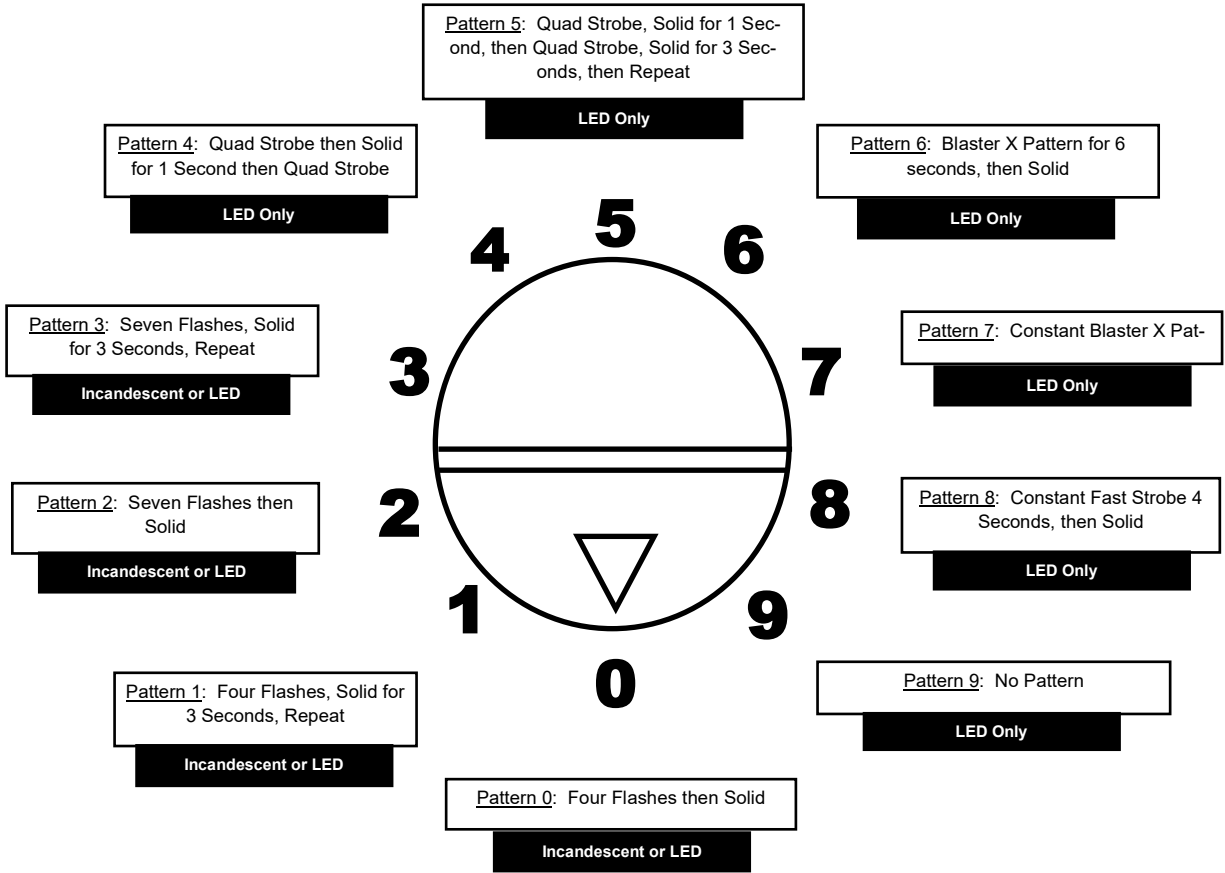 Pattern 5:  Quad Strobe, Solid for 1 Sec-
ond, then Quad Strobe, Solid for 3 Sec-
onds, then Repeat
LED Only
Pattern 4:  Quad Strobe then Solid
for 1 Second then Quad Strobe
LED Only
Pattern 6:  Blaster X Pattern for 6
seconds, then Solid
LED Only
5
4
6
Pattern 3:  Seven Flashes, Solid
for 3 Seconds, Repeat
Incandescent or LED
3
7
Pattern 7:  Constant Blaster X Pat-
LED Only
Pattern 2:  Seven Flashes then
Solid
Incandescent or LED
2
8
Pattern 8:  Constant Fast Strobe 4
Seconds, then Solid
LED Only
1
9
0
Pattern 1:  Four Flashes, Solid for
3 Seconds, Repeat
Incandescent or LED
Pattern 9:  No Pattern
LED Only
Pattern 0:  Four Flashes then Solid
Incandescent or LED